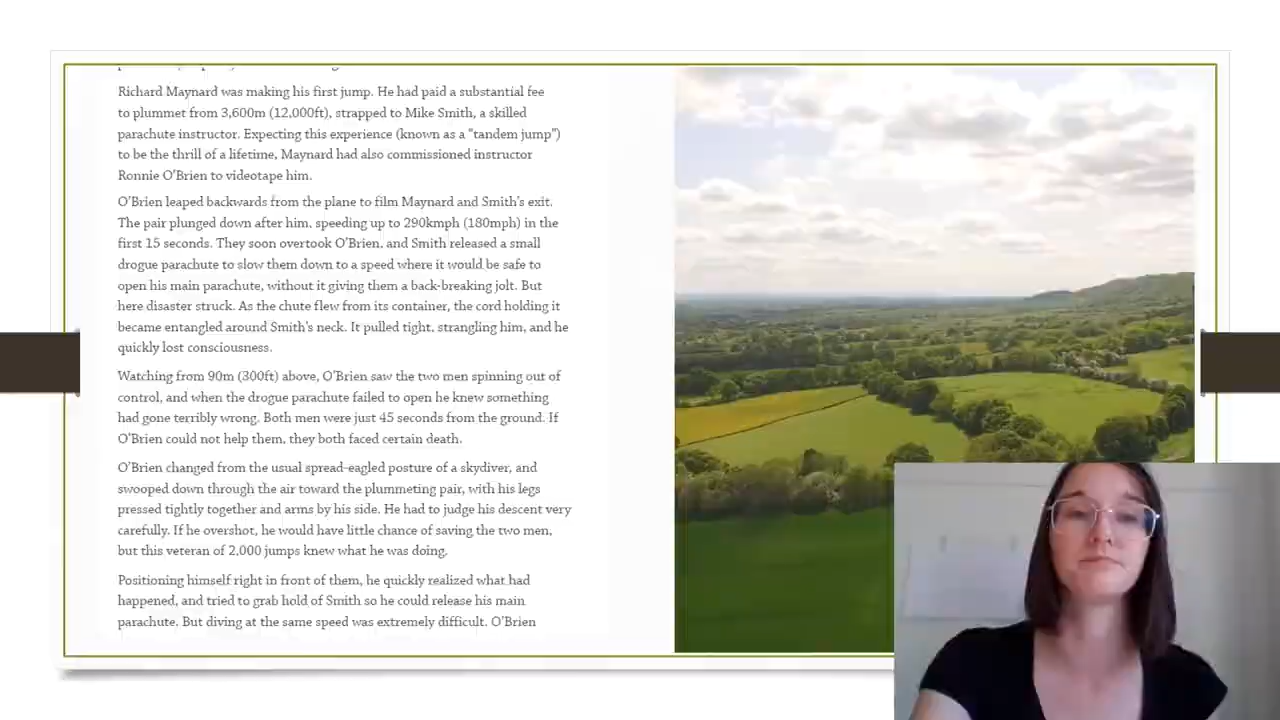 Richard Maynard was making his first jump. He had paid a substantial fee
to plummet from 3,600m (12,000ft), strapped to Mike Smith, a skilled
parachute instructor. Expecting this experience (known as a “tandem jump”)
to be the thrill of a lifetime, Maynard had also commissioned instructor
Ronnie O’Brien to videotape him.
O’Brien leaped backwards from the plane to film Maynard and Smith’s exit.
The pair plunged down after him, speeding up to 290kmph (180mph) in the
first 15 seconds. They soon overtook O’Brien, and Smith released a small
drogue parachute to slow them down to a speed where it would be safe to
open his main parachute, without it giving them a back-breaking jolt. But
here disaster struck. As the chute flew from its container, the cord holding it
became entangled around Smith’s neck. It pulled tight, strangling him, and he
quickly lost consciousness.
Watching from 90m (300ft) above, O’Brien saw the two men spinning out of
control, and when the drogue parachute failed to open he knew something
had gone terribly wrong. Both men were just 45 seconds from the ground. If
O’Brien could not help them, they both faced certain death.
O’Brien changed from the usual spread-eagled posture of a skydiver, and
swooped down through the air toward the plummeting pair, with his legs
pressed tightly together and arms by his side. He had to judge his descent very
carefully. If he overshot, he would have little chance of saving the two men,
but this veteran of 2,000 jumps knew what he was doing.
Positioning himself right in front of them, he quickly realized what had
happened, and tried to grab hold of Smith so he could release his main
parachute. But diving at the same speed was extremely difficult. O’Brien